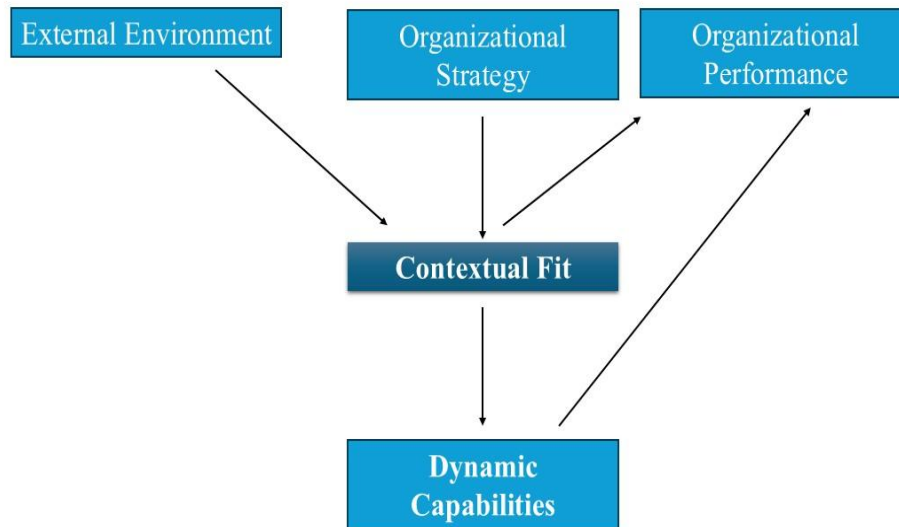 External Environment
Organizational
Strategy
Organizational
Performance
Contextual Fit
Dynamic
Capabilities